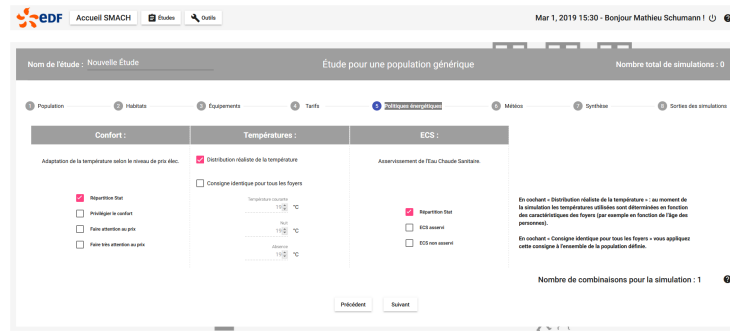 edf Accueil SMACH Études Outils Mar 1, 2019 15:30 - Bonjour Mathieu Schumann !
Nom de l'étude : Nouvelle Étude Étude pour une population générique Nombre total de simulations : 0
1 Population 2 Habitats 3 Équipements 4 Tarifs 5 Politiques énergétiques 6 Météos 7 Synthèse 8 Sorties des simulations
Confort : Températures : ECS :
Adaptation de la température selon le niveau de prix élec. Distribution réaliste de la température Asservissement de l'Eau Chaude Sanitaire.
Consigne identique pour tous les foyers
Répartition Stat
Privilégier le confort
Faire attention au prix
Faire très attention au prix
Température courante
19 °C
Nuit
19 °C
Absence
19 °C
Répartition Stat
ECS asservi
ECS non asservi
En cochant « Distribution réaliste de la température » : au moment de
la simulation les températures utilisées sont déterminées en fonction
des caractéristiques des foyers (par exemple en fonction de l'âge des
personnes).
En cochant « Consigne identique pour tous les foyers » vous appliquez
cette consigne à l'ensemble de la population définie.
Nombre de combinaisons pour la simulation : 1 ?
Précédent Suivant